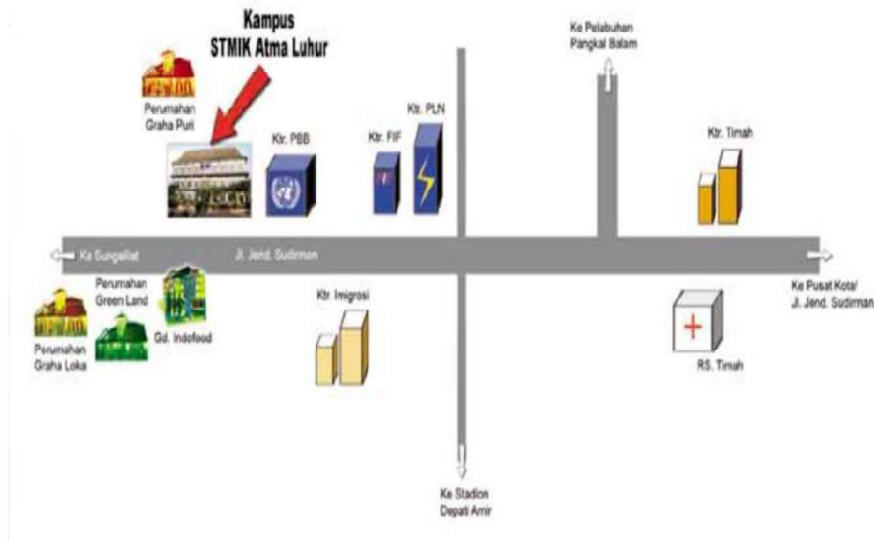 Kampus
STMIK Atma Luhur
Ke Pelabuhan
Pangkal Balam
Perumahan
Graha Puri
Ktr. PBB
Ktr. FIF
Ktr. PLN
Ktr. Timah
Ke Sungailiat
Jl. Jend. Sudirman
Perumahan
Green Land
Gd. Indofood
Ktr. Imigrasi
Ke Pusat Kota/
Jl. Jend. Sudirman
Perumahan
Graha Loka
RS. Timah
Ke Stadion
Depati Amir